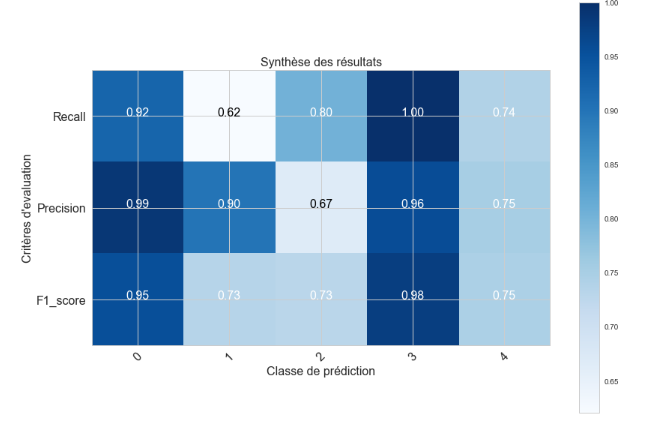 Synthèse des résultats
Critères d'evaluation
Recall
0.92 0.62 0.80 1.00 0.74
Precision
0.99 0.90 0.67 0.96 0.75
F1_score
0.95 0.73 0.73 0.98 0.75
0 1 2 3 4
Classe de prédiction
1.00
0.95
0.90
0.85
0.80
0.75
0.70
0.65